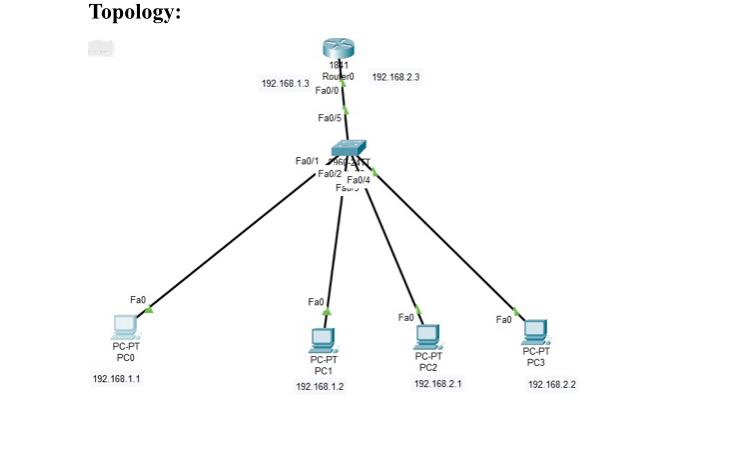 Topology:
1841
Router0
192.168.1.3
192.168.2.3
Fa0/0
Fa0/5
Fa0/1
2960-24TT
Fa0/2
Fa0/4
Fa0
PC-PT
PC0
192.168.1.1
Fa0
PC-PT
PC1
192.168.1.2
Fa0
PC-PT
PC2
192.168.2.1
Fa0
PC-PT
PC3
192.168.2.2